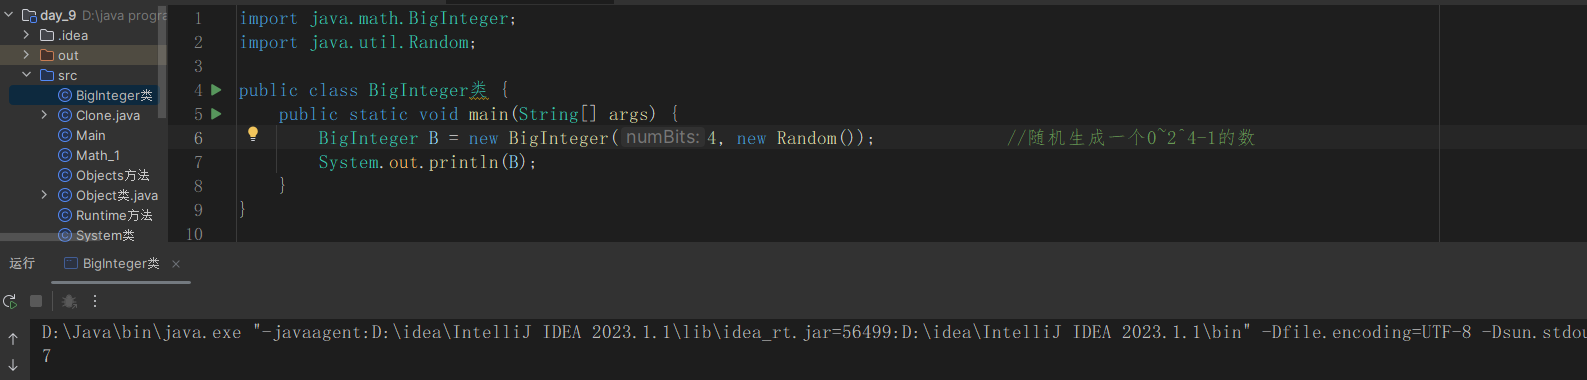 day_9 D:\java progra
.idea
out
src
BigInteger类
Clone.java
Main
Math_1
Objects方法
Object类.java
Runtime方法
System类
1 import java.math.BigInteger;
2 import java.util.Random;
3
4 public class BigInteger类 {
5 public static void main(String[] args) {
6 BigInteger B = new BigInteger( numBits: 4, new Random()); //随机生成一个0~2^4-1的数
7 System.out.println(B);
8 }
9 }
10
运行 BigInteger类 ×
D:\Java\bin\java.exe "-javaagent:D:\idea\IntelliJ IDEA 2023.1.1\lib\idea_rt.jar=56499:D:\idea\IntelliJ IDEA 2023.1.1\bin" -Dfile.encoding=UTF-8 -Dsun.stdou
7